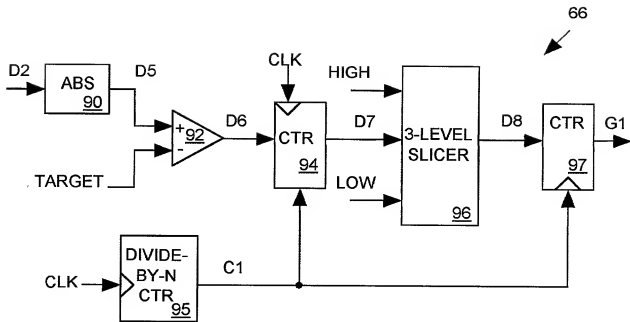 66
CLK
HIGH
D2
ABS
90
D5
+
92
-
D6
CTR
94
D7
3-LEVEL
SLICER
96
D8
CTR
97
G1
TARGET
LOW
CLK
DIVIDE-
BY-N
CTR
95
C1